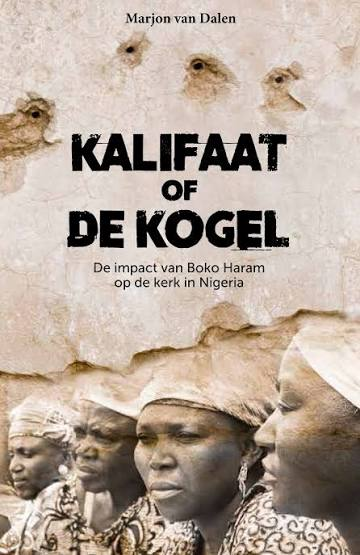 Marjon van Dalen
KALIFAAT
OF
DE KOGEL
De impact van Boko Haram
op de kerk in Nigeria